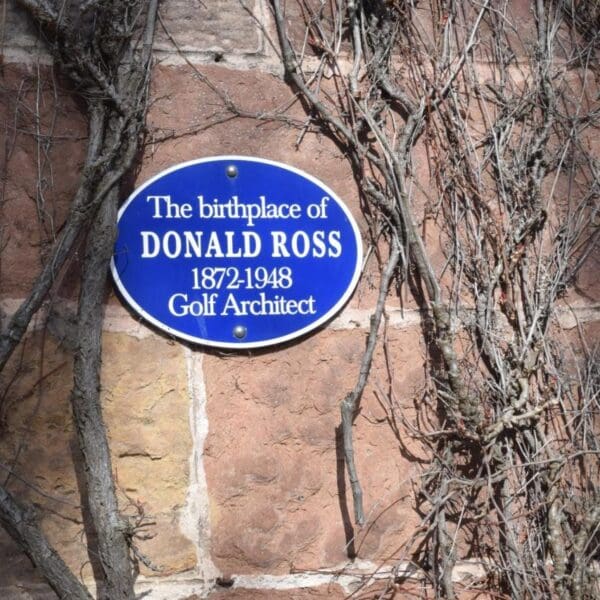 The birthplace of
DONALD ROSS
1872-1948
Golf Architect